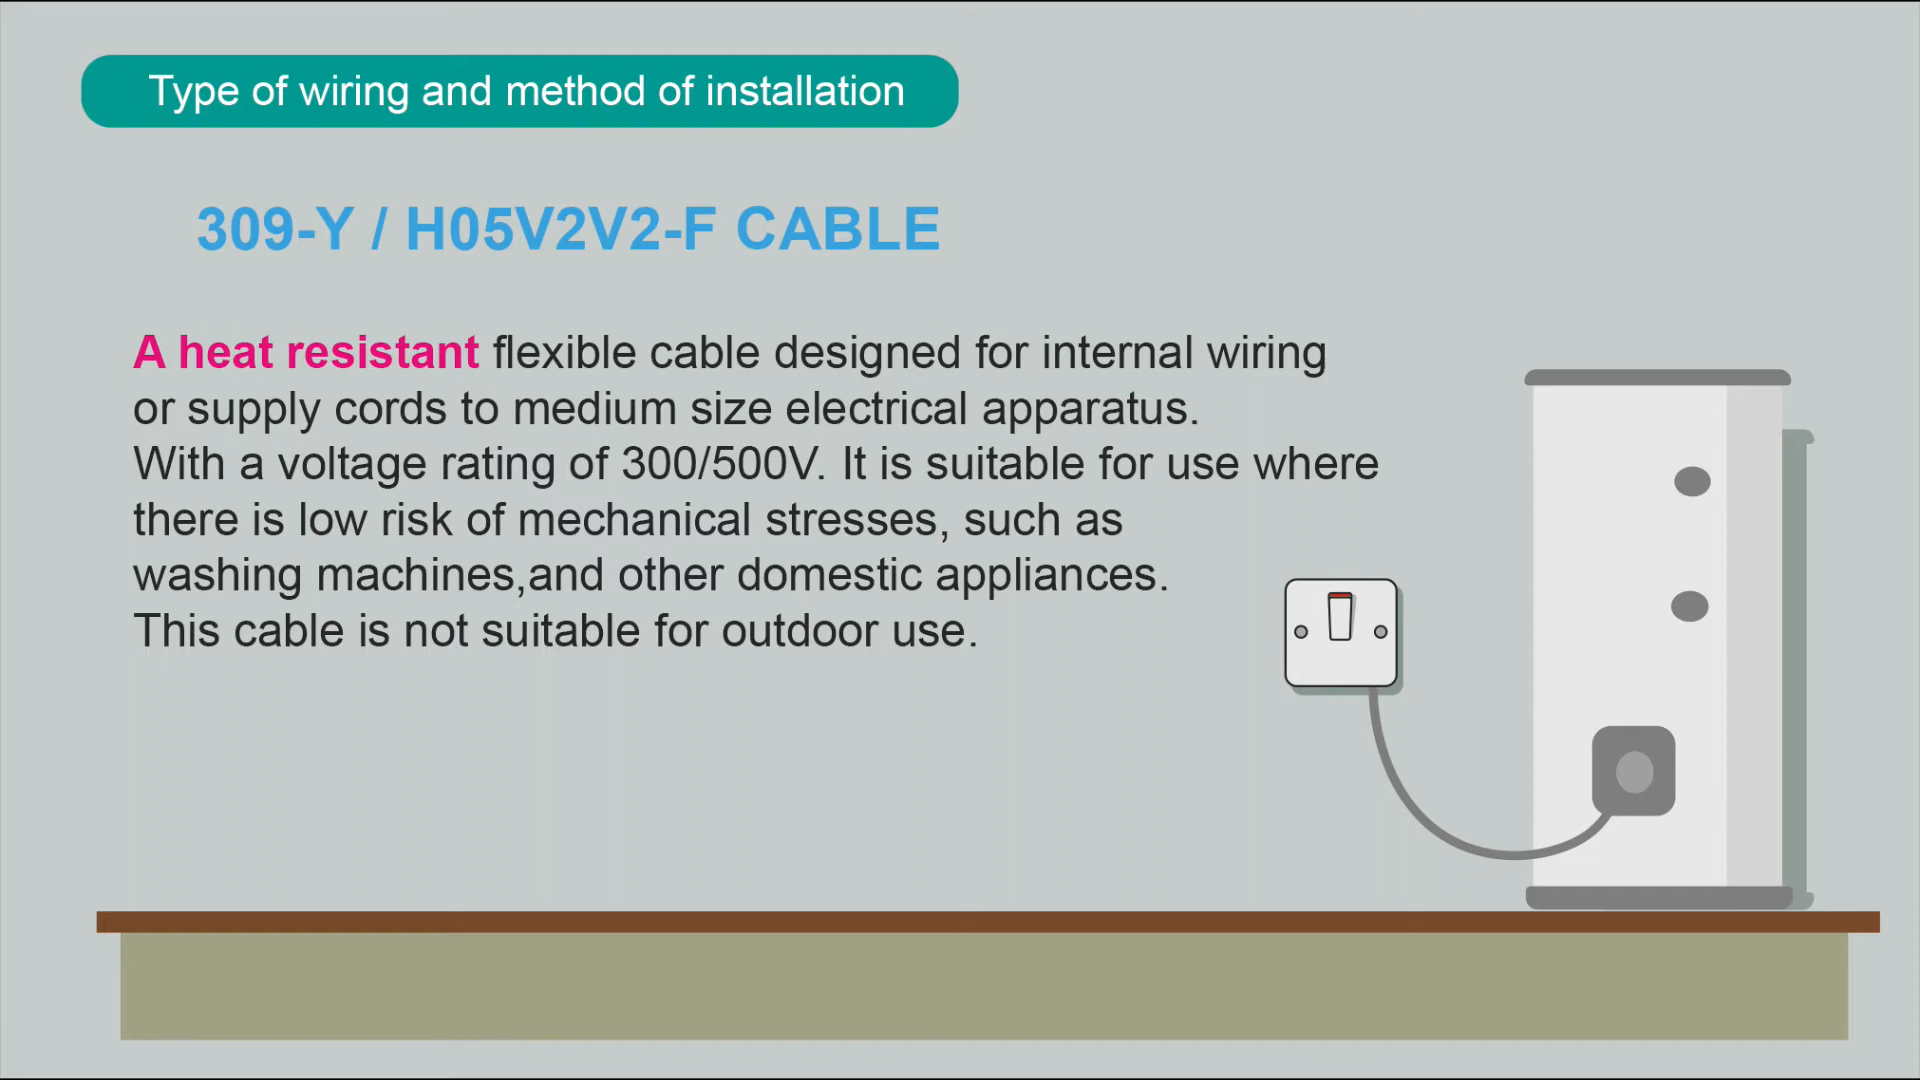 Type of wiring and method of installation
309-Y / H05V2V2-F CABLE
A heat resistant flexible cable designed for internal wiring
or supply cords to medium size electrical apparatus.
With a voltage rating of 300/500V. It is suitable for use where
there is low risk of mechanical stresses, such as
washing machines,and other domestic appliances.
This cable is not suitable for outdoor use.